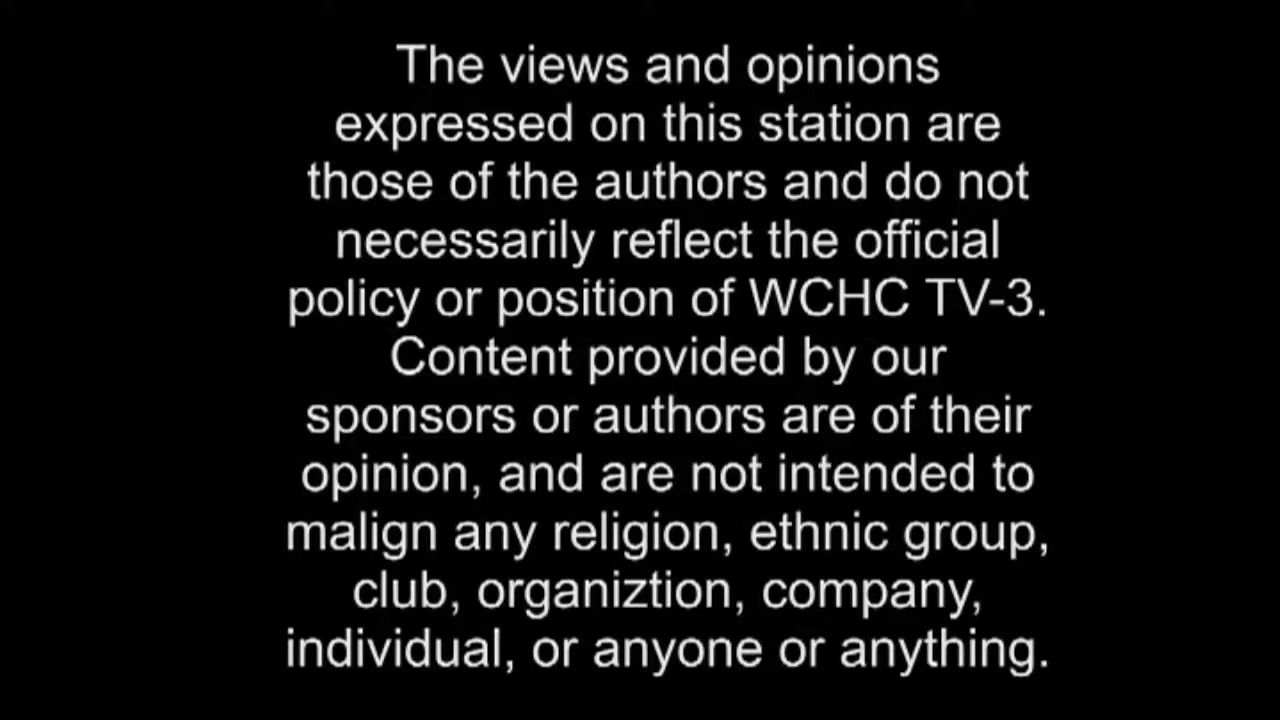 The views and opinions
expressed on this station are
those of the authors and do not
necessarily reflect the official
policy or position of WCHC TV-3.
Content provided by our
sponsors or authors are of their
opinion, and are not intended to
malign any religion, ethnic group,
club, organiztion, company,
individual, or anyone or anything.